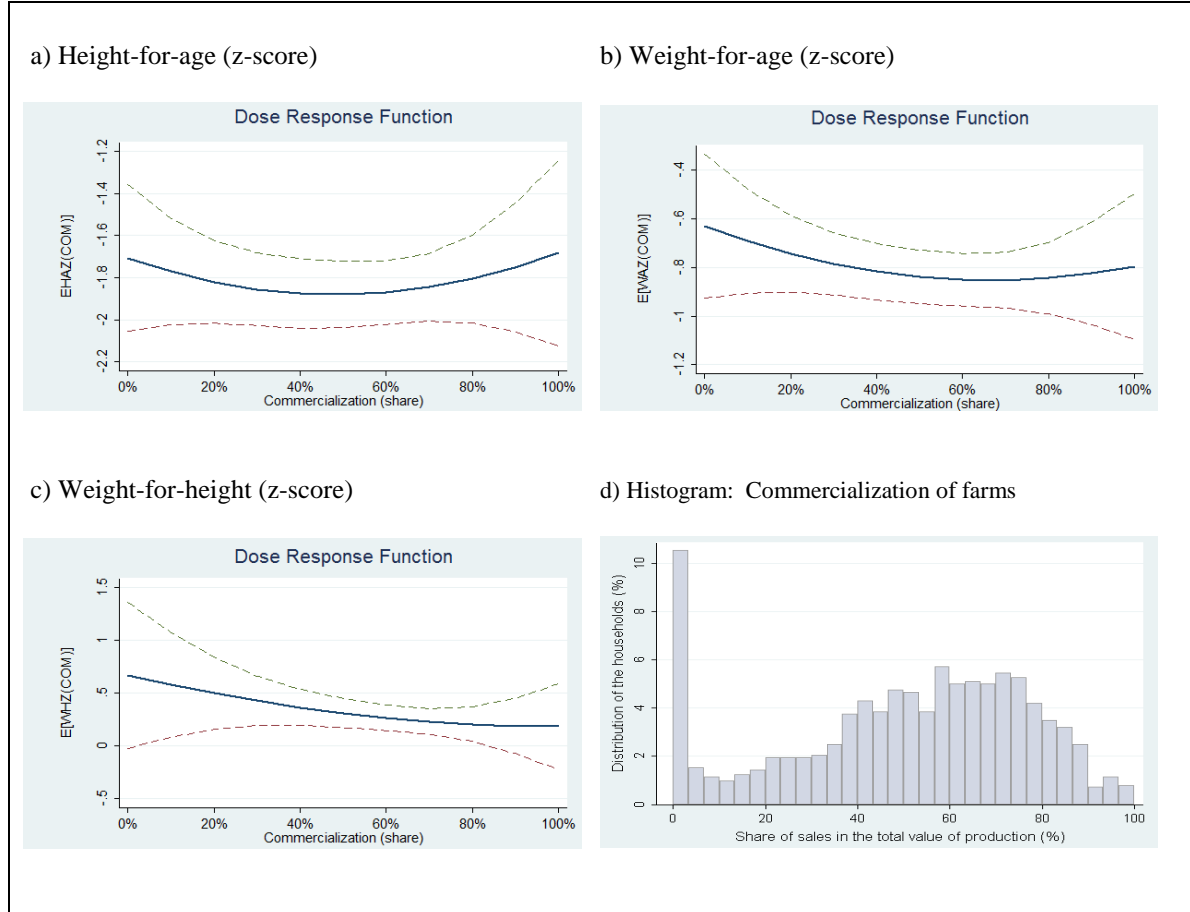 a) Height-for-age (z-score)
b) Weight-for-age (z-score)
Dose Response Function
EHAZ(COM)]
-1.2
-1.4
-1.6
-1.8
-2
-2.2
0% 20% 40% 60% 80% 100%
Commercialization (share)
Dose Response Function
E[WAZ(COM)]
-.4
-.6
-.8
-1
-1.2
0% 20% 40% 60% 80% 100%
Commercialization (share)
c) Weight-for-height (z-score)
d) Histogram: Commercialization of farms
Dose Response Function
E[WHZ(COM)]
1.5
1
.5
0
-.5
0% 20% 40% 60% 80% 100%
Commercialization (share)
Distribution of the households (%)
10
8
6
4
2
0
0 20 40 60 80 100
Share of sales in the total value of production (%)